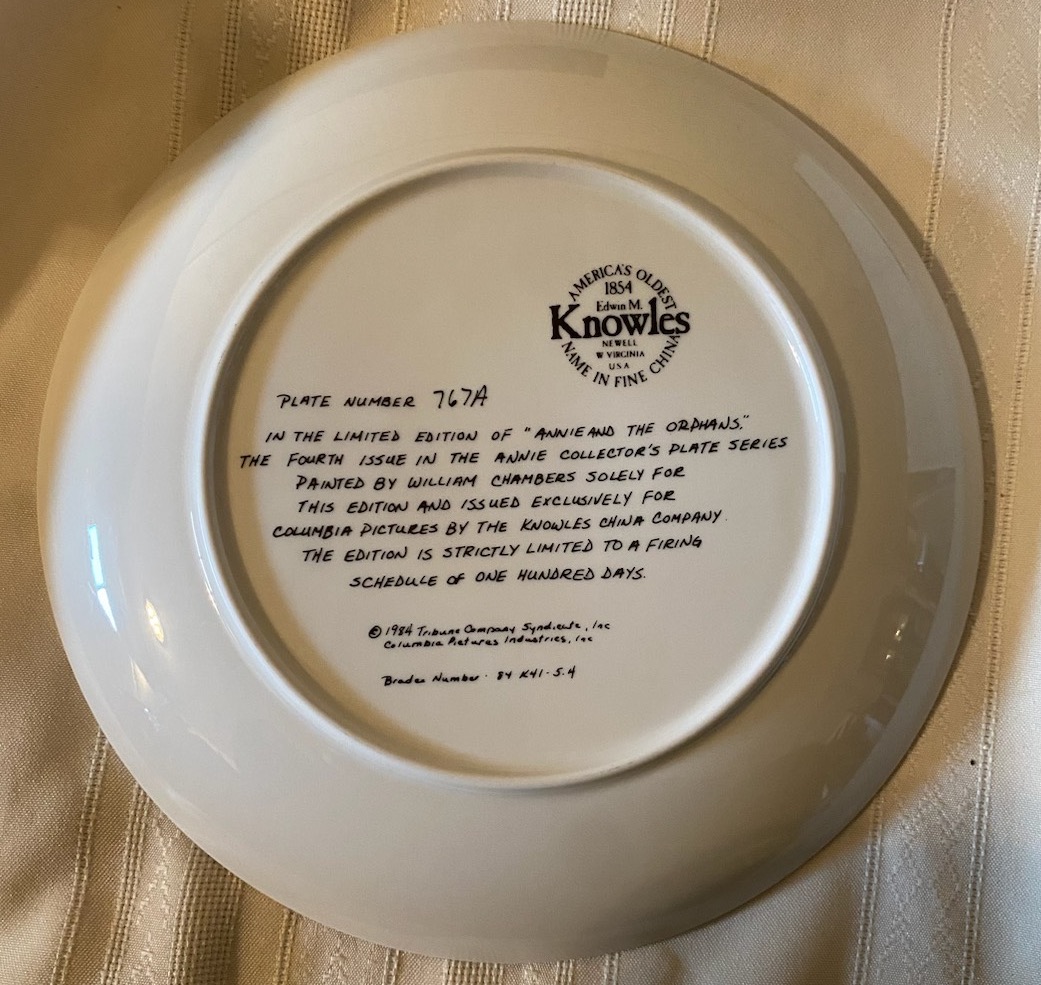 AMERICA'S OLDEST
1854
Edwin M.
Knowles
NEWELL
W VIRGINIA
USA
NAME IN FINE CHINA
PLATE NUMBER 767A
IN THE LIMITED EDITION OF "ANNIE AND THE ORPHANS."
THE FOURTH ISSUE IN THE ANNIE COLLECTOR'S PLATE SERIES
PAINTED BY WILLIAM CHAMBERS SOLELY FOR
THIS EDITION AND ISSUED EXCLUSIVELY FOR
COLUMBIA PICTURES BY THE KNOWLES CHINA COMPANY.
THE EDITION IS STRICTLY LIMITED TO A FIRING
SCHEDULE OF ONE HUNDRED DAYS.
© 1984 Tribune Company Syndicate, Inc
Columbia Pictures Industries, Inc
Bradex Number · 84 K41-5.4